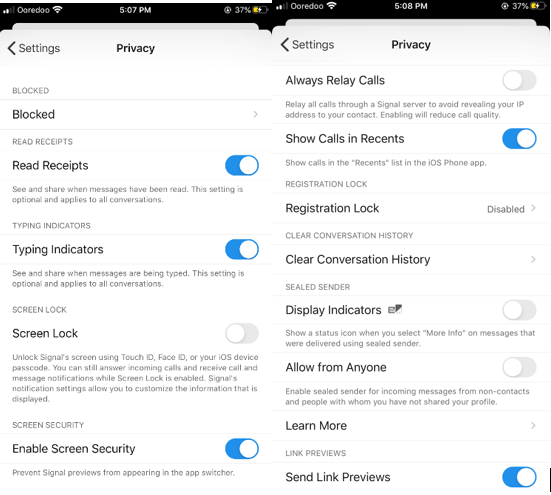 Ooredoo
5:07 PM
37%
Settings
Privacy
BLOCKED
Blocked
READ RECEIPTS
Read Receipts
See and share when messages have been read. This setting is
optional and applies to all conversations.
TYPING INDICATORS
Typing Indicators
See and share when messages are being typed. This setting is
optional and applies to all conversations.
SCREEN LOCK
Screen Lock
Unlock Signal's screen using Touch ID, Face ID, or your iOS device
passcode. You can still answer incoming calls and receive call and
message notifications while Screen Lock is enabled. Signal's
notification settings allow you to customize the information that is
displayed.
SCREEN SECURITY
Enable Screen Security
Prevent Signal previews from appearing in the app switcher.
Ooredoo
5:08 PM
37%
Settings
Privacy
Always Relay Calls
Relay all calls through a Signal server to avoid revealing your IP
address to your contact. Enabling will reduce call quality.
Show Calls in Recents
Show calls in the "Recents" list in the iOS Phone app.
REGISTRATION LOCK
Registration Lock Disabled
CLEAR CONVERSATION HISTORY
Clear Conversation History
SEALED SENDER
Display Indicators
Show a status icon when you select "More Info" on messages that
were delivered using sealed sender.
Allow from Anyone
Enable sealed sender for incoming messages from non-contacts
and people with whom you have not shared your profile.
Learn More
LINK PREVIEWS
Send Link Previews